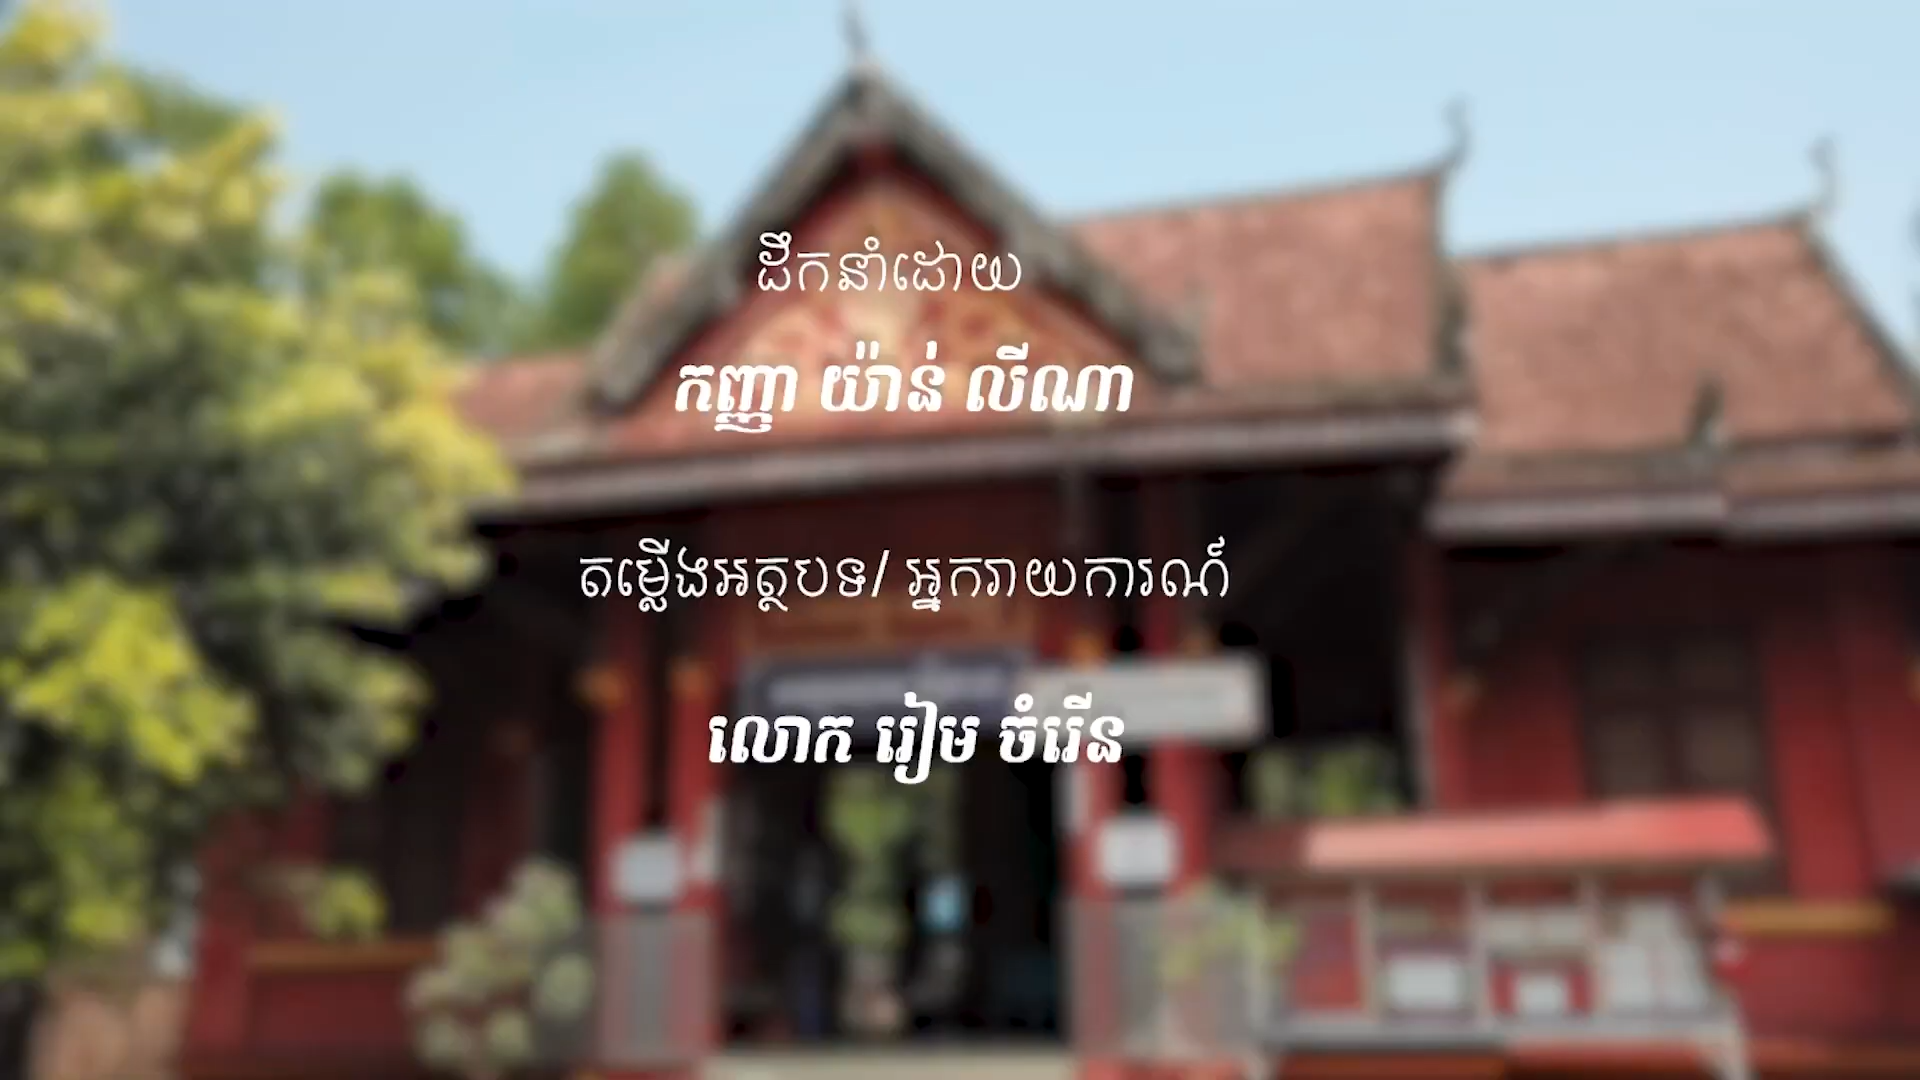 ដឹកនាំដោយ
កញ្ញា យ៉ាន់ លីណា
តម្លើងអត្ថបទ/ អ្នករាយការណ៍
លោក រៀម ចំរើន